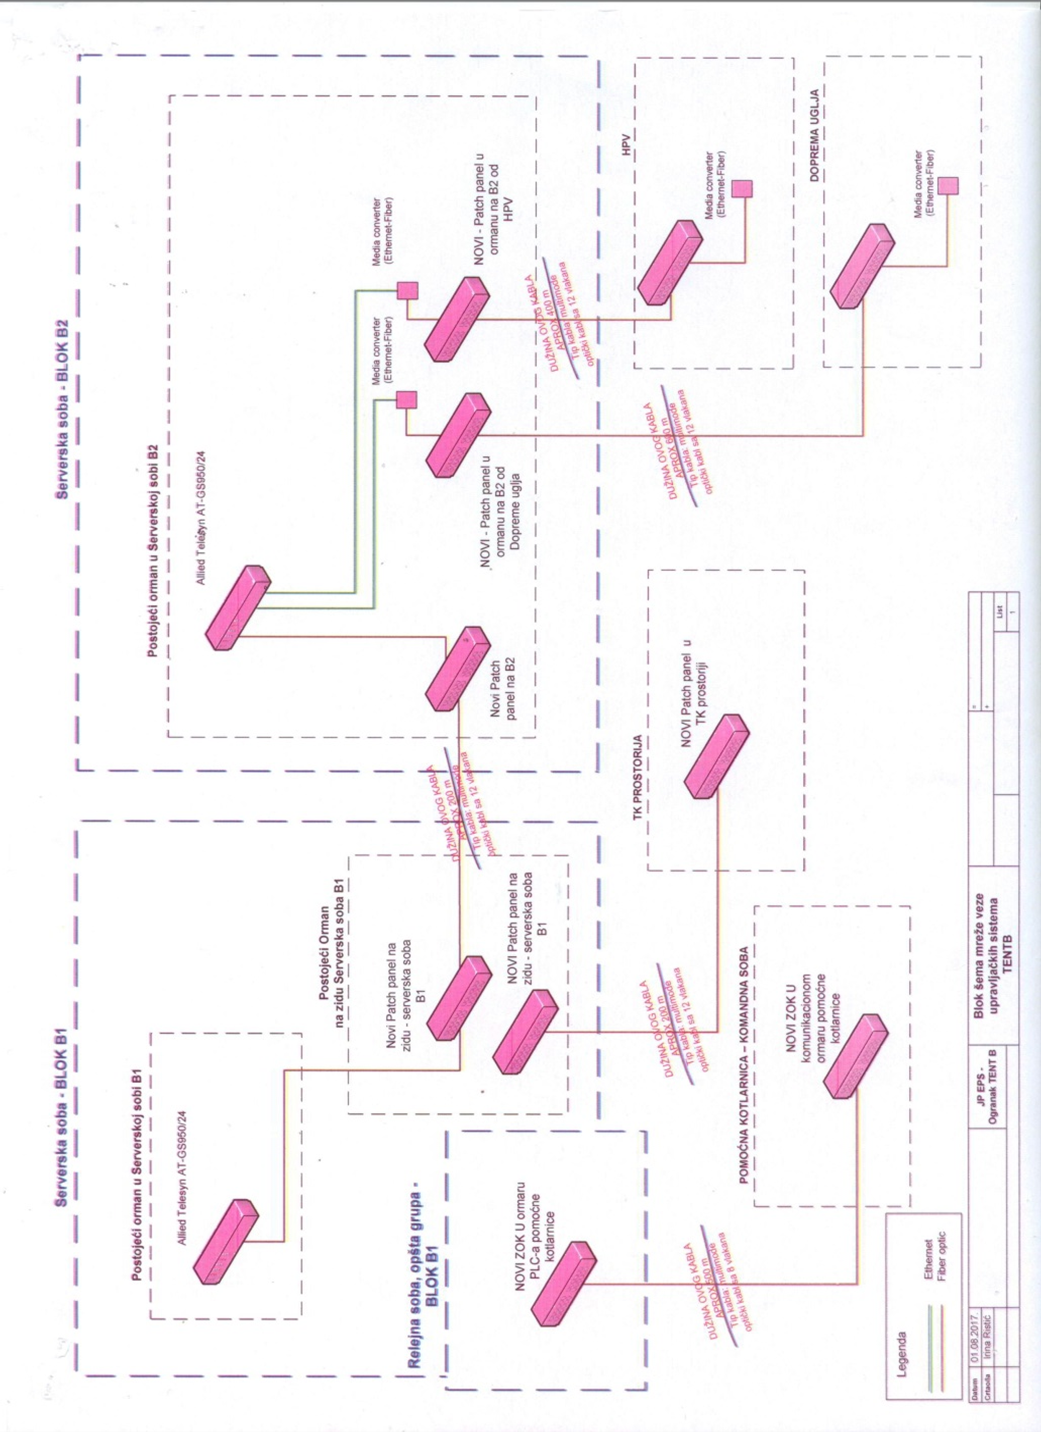 Serverska soba - BLOK B1
Serverska soba - BLOK B2
Postojeći orman u Serverskoj sobi B1
Allied Telesyn AT-GS950/24
Postojeći Orman
na zidu Serverska soba B1
Novi Patch panel na
zidu - serverska soba
B1
NOVI Patch panel na
zidu - serverska soba
B1
Postojeći orman u Serverskoj sobi B2
Allied Telesyn AT-GS950/24
Novi Patch
panel na B2
Media converter
(Ethernet-Fiber)
Media converter
(Ethernet-Fiber)
NOVI - Patch panel u
ormanu na B2 od
Dopreme uglja
NOVI - Patch panel u
ormanu na B2 od
HPV
DUŽINA OVOG KABLA
APROX 200 m
Tip kabla: multimode
optički kabl sa 12 vlakana
DUŽINA OVOG KABLA
APROX 400 m
Tip kabla: multimode
optički kabl sa 12 vlakana
DUŽINA OVOG KABLA
APROX m
Tip kabla: multimode
optički kabl sa 12 vlakana
DUŽINA OVOG KABLA
APROX 200 m
Tip kabla: multimode
optički kabl sa 12 vlakana
HPV
Media converter
(Ethernet-Fiber)
DOPREMA UGLJA
Media converter
(Ethernet-Fiber)
TK PROSTORIJA
NOVI Patch panel u
TK prostoriji
Relejna soba, opšta grupa -
BLOK B1
NOVI ZOK U ormaru
PLC-a pomoćne
kotlarnice
DUŽINA OVOG KABLA
APROX 500 m
Tip kabla: multimode
optički kabl sa 8 vlakana
POMOĆNA KOTLARNICA – KOMANDNA SOBA
NOVI ZOK U
komunikacionom
ormaru pomoćne
kotlarnice
Legenda
Ethernet
Fiber optic
Datum 01.08.2017.
Crtao/la Irina Ristić
JP EPS -
Ogranak TENT B
Blok šema mreže veze
upravljačkih sistema
TENTB
List
1